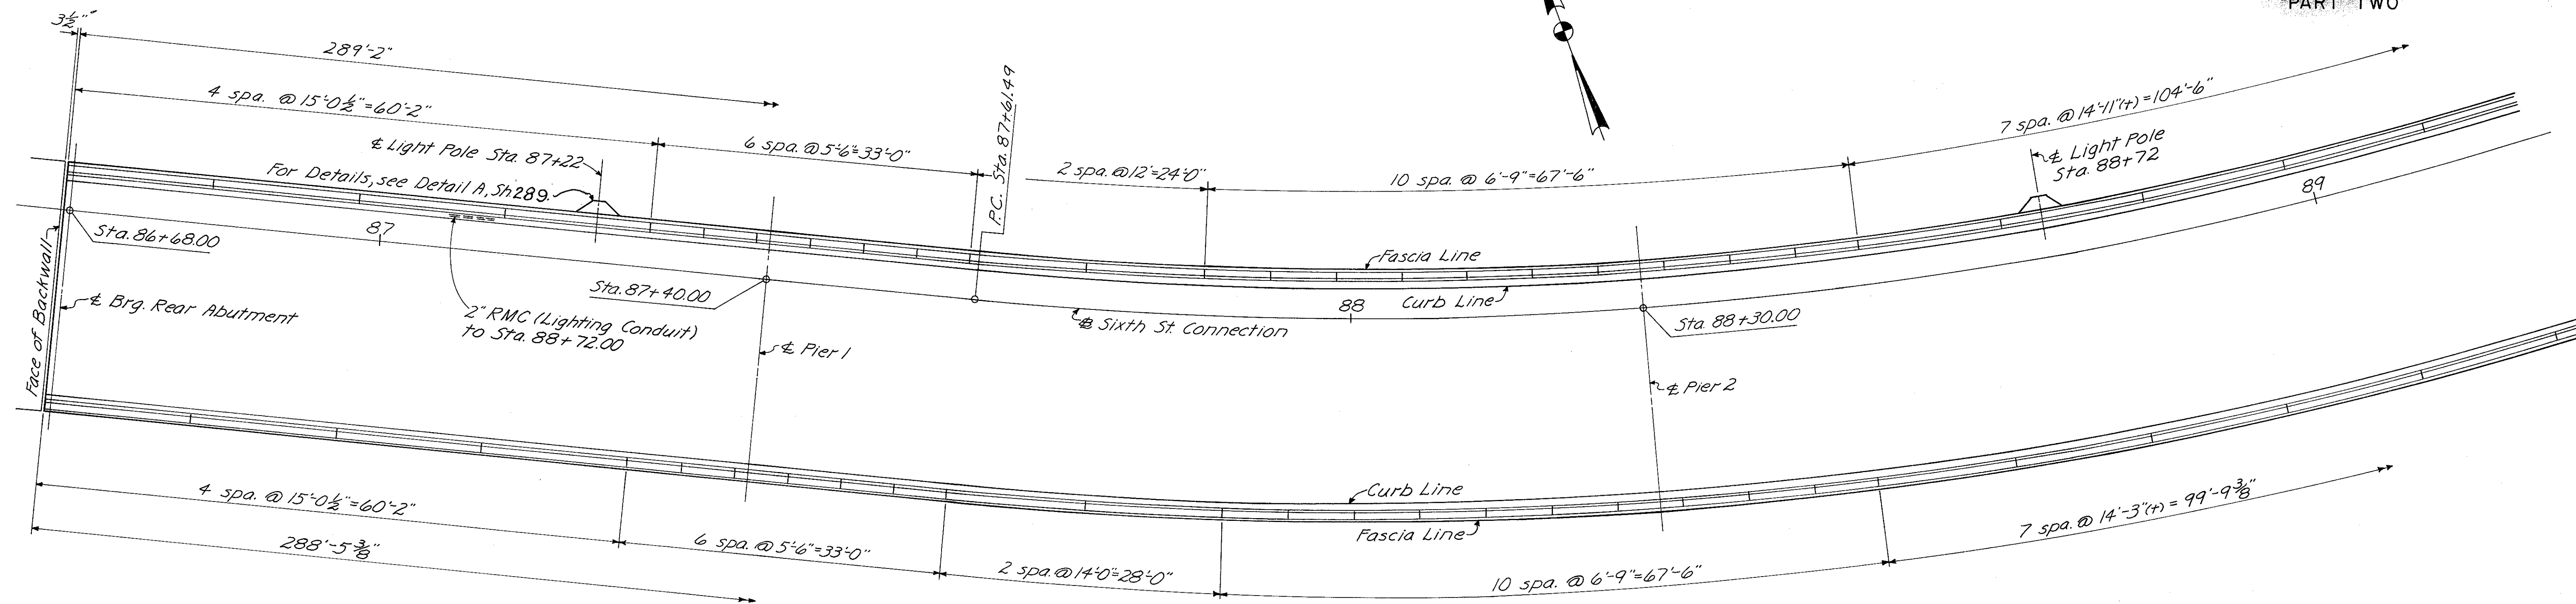 PART TWO
3½"
289'-2"
4 spa. @ 15'-0½"=60'-2"
6 spa. @ 5'-6"=33'-0"
P.C. Sta. 87+61.49
2 spa. @ 12'=24'-0"
10 spa. @ 6'-9"=67'-6"
7 spa. @ 14'-11"(+)=104'-6"
℄ Light Pole Sta. 87+22
For Details, see Detail A, Sh. 289.
℄ Light Pole
Sta. 88+72
87
88
89
Sta. 86+68.00
Sta. 87+40.00
Sta. 88+30.00
Fascia Line
Curb Line
Face of Backwall
℄ Brg. Rear Abutment
2" RMC (Lighting Conduit)
to Sta. 88+72.00
℄ Pier 1
Sixth St. Connection
℄ Pier 2
Curb Line
Fascia Line
4 spa. @ 15'-0½"=60'-2"
288'-5⅜"
6 spa. @ 5'-6"=33'-0"
2 spa. @ 14'-0"=28'-0"
10 spa. @ 6'-9"=67'-6"
7 spa. @ 14'-3"(+) = 99'-9⅜"